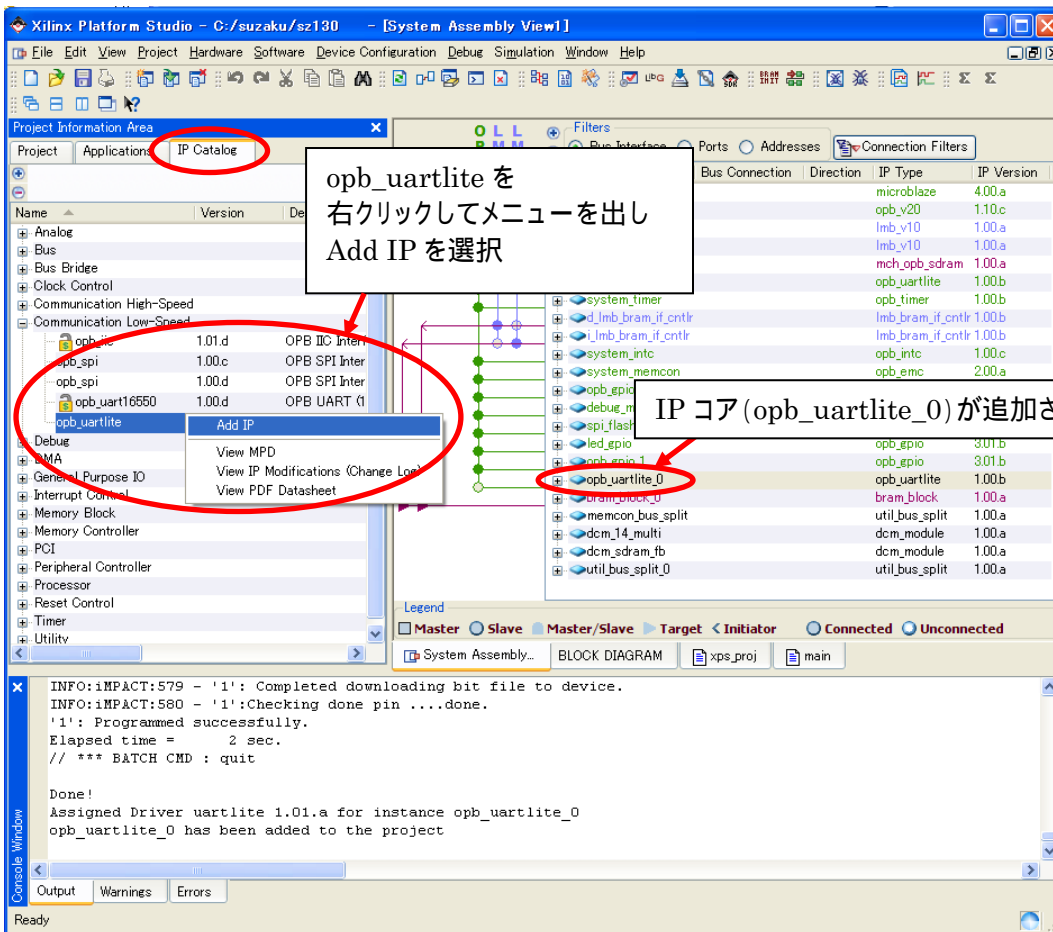 Xilinx Platform Studio - C:/suzaku/sz130 - [System Assembly View1]
File Edit View Project Hardware Software Device Configuration Debug Simulation Window Help
Project Information Area
Project Applications IP Catalog
Name Version
Analog
Bus
Bus Bridge
Clock Control
Communication High-Speed
Communication Low-Speed
opb_iic 1.01.d OPB IIC Interf
opb_spi 1.00.c OPB SPI Inter
opb_spi 1.00.d OPB SPI Inter
opb_uart16550 1.00.d OPB UART (1
opb_uartlite
Debug
DMA
General Purpose IO
Interrupt Control
Memory Block
Memory Controller
PCI
Peripheral Controller
Processor
Reset Control
Timer
Utility
Add IP
View MPD
View IP Modifications (Change Log)
View PDF Datasheet
opb_uartlite を
右クリックしてメニューを出し
Add IP を選択
O L L
Filters
Bus Interface Ports Addresses Connection Filters
Bus Connection Direction IP Type IP Version
microblaze 4.00.a
opb_v20 1.10.c
lmb_v10 1.00.a
lmb_v10 1.00.a
mch_opb_sdram 1.00.a
opb_uartlite 1.00.b
system_timer opb_timer 1.00.b
d_lmb_bram_if_cntlr lmb_bram_if_cntlr 1.00.b
i_lmb_bram_if_cntlr lmb_bram_if_cntlr 1.00.b
system_intc opb_intc 1.00.c
system_memcon opb_emc 2.00.a
opb_gpio
debug_m
spi_flash
IP コア(opb_uartlite_0)が追加さ
led_gpio opb_gpio 3.01.b
opb_gpio_1 opb_gpio 3.01.b
opb_uartlite_0 opb_uartlite 1.00.b
bram_block_0 bram_block 1.00.a
memcon_bus_split util_bus_split 1.00.a
dcm_14_multi dcm_module 1.00.a
dcm_sdram_fb dcm_module 1.00.a
util_bus_split_0 util_bus_split 1.00.a
Legend
Master Slave Master/Slave Target Initiator Connected Unconnected
System Assembly... BLOCK DIAGRAM xps_proj main
INFO:iMPACT:579 - '1': Completed downloading bit file to device.
INFO:iMPACT:580 - '1':Checking done pin ....done.
'1': Programmed successfully.
Elapsed time = 2 sec.
// *** BATCH CMD : quit
Done!
Assigned Driver uartlite 1.01.a for instance opb_uartlite_0
opb_uartlite_0 has been added to the project
Console Window
Output Warnings Errors
Ready